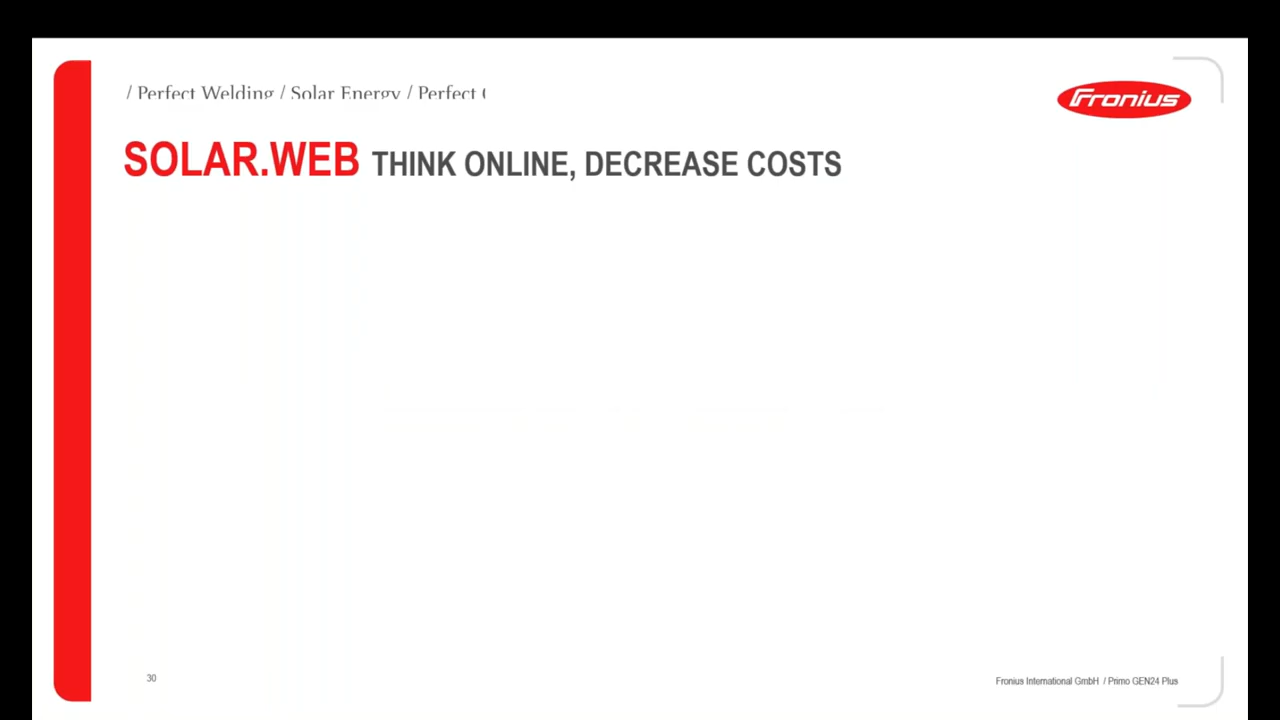 / Perfect Welding / Solar Energy / Perfect
Fronius
SOLAR.WEB THINK ONLINE, DECREASE COSTS
30
Fronius International GmbH / Primo GEN24 Plus